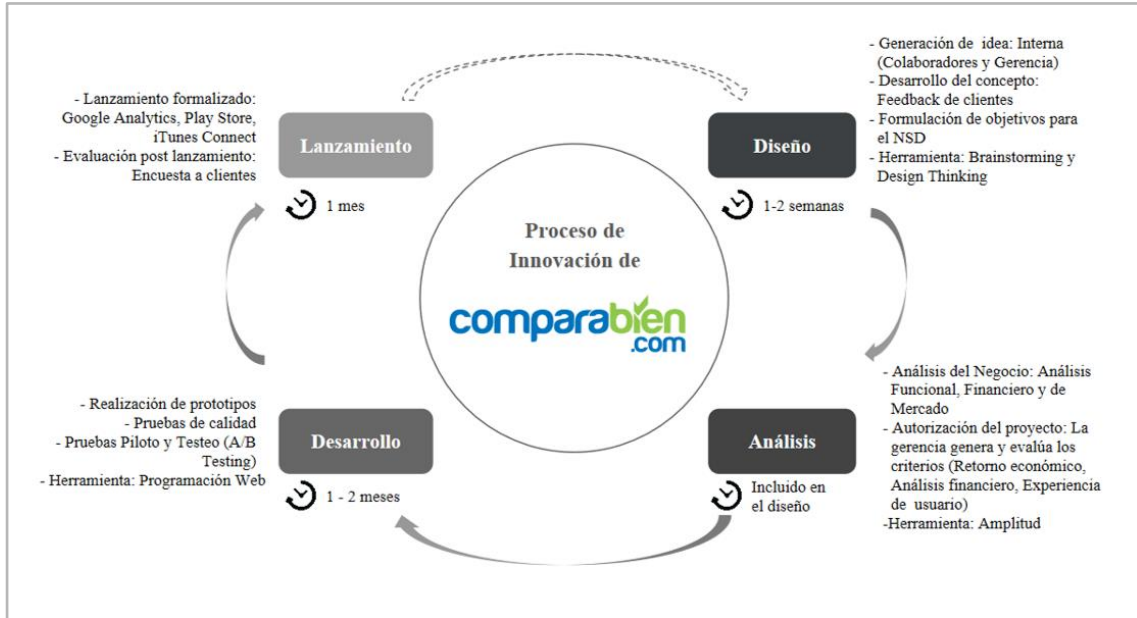 - Lanzamiento formalizado:
Google Analytics, Play Store,
iTunes Connect
- Evaluación post lanzamiento:
Encuesta a clientes
Lanzamiento
1 mes
Diseño
1-2 semanas
- Generación de idea: Interna
(Colaboradores y Gerencia)
- Desarrollo del concepto:
Feedback de clientes
- Formulación de objetivos para
el NSD
- Herramienta: Brainstorming y
Design Thinking
Proceso de
Innovación de
comparabien
.com
- Realización de prototipos
- Pruebas de calidad
- Pruebas Piloto y Testeo (A/B
Testing)
- Herramienta: Programación Web
Desarrollo
1 - 2 meses
Análisis
Incluido en
el diseño
- Análisis del Negocio: Análisis
Funcional, Financiero y de
Mercado
- Autorización del proyecto: La
gerencia genera y evalúa los
criterios (Retorno económico,
Análisis financiero, Experiencia
de usuario)
-Herramienta: Amplitud